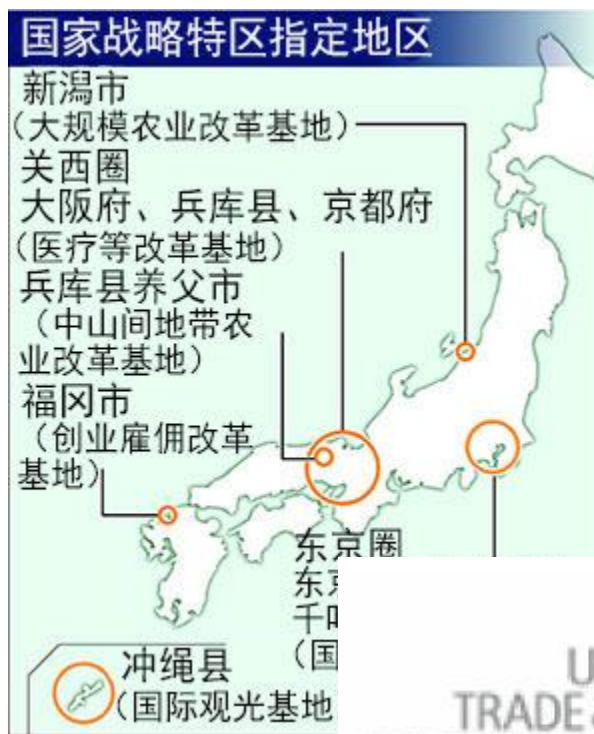 国家战略特区指定地区
新潟市
（大规模农业改革基地）
关西圈
大阪府、兵库县、京都府
（医疗等改革基地）
兵库县养父市
（中山间地带农
业改革基地）
福冈市
（创业雇佣改革
基地）
东京圈
东京
千
（国
冲绳县
（国际观光基地
U
TRADE